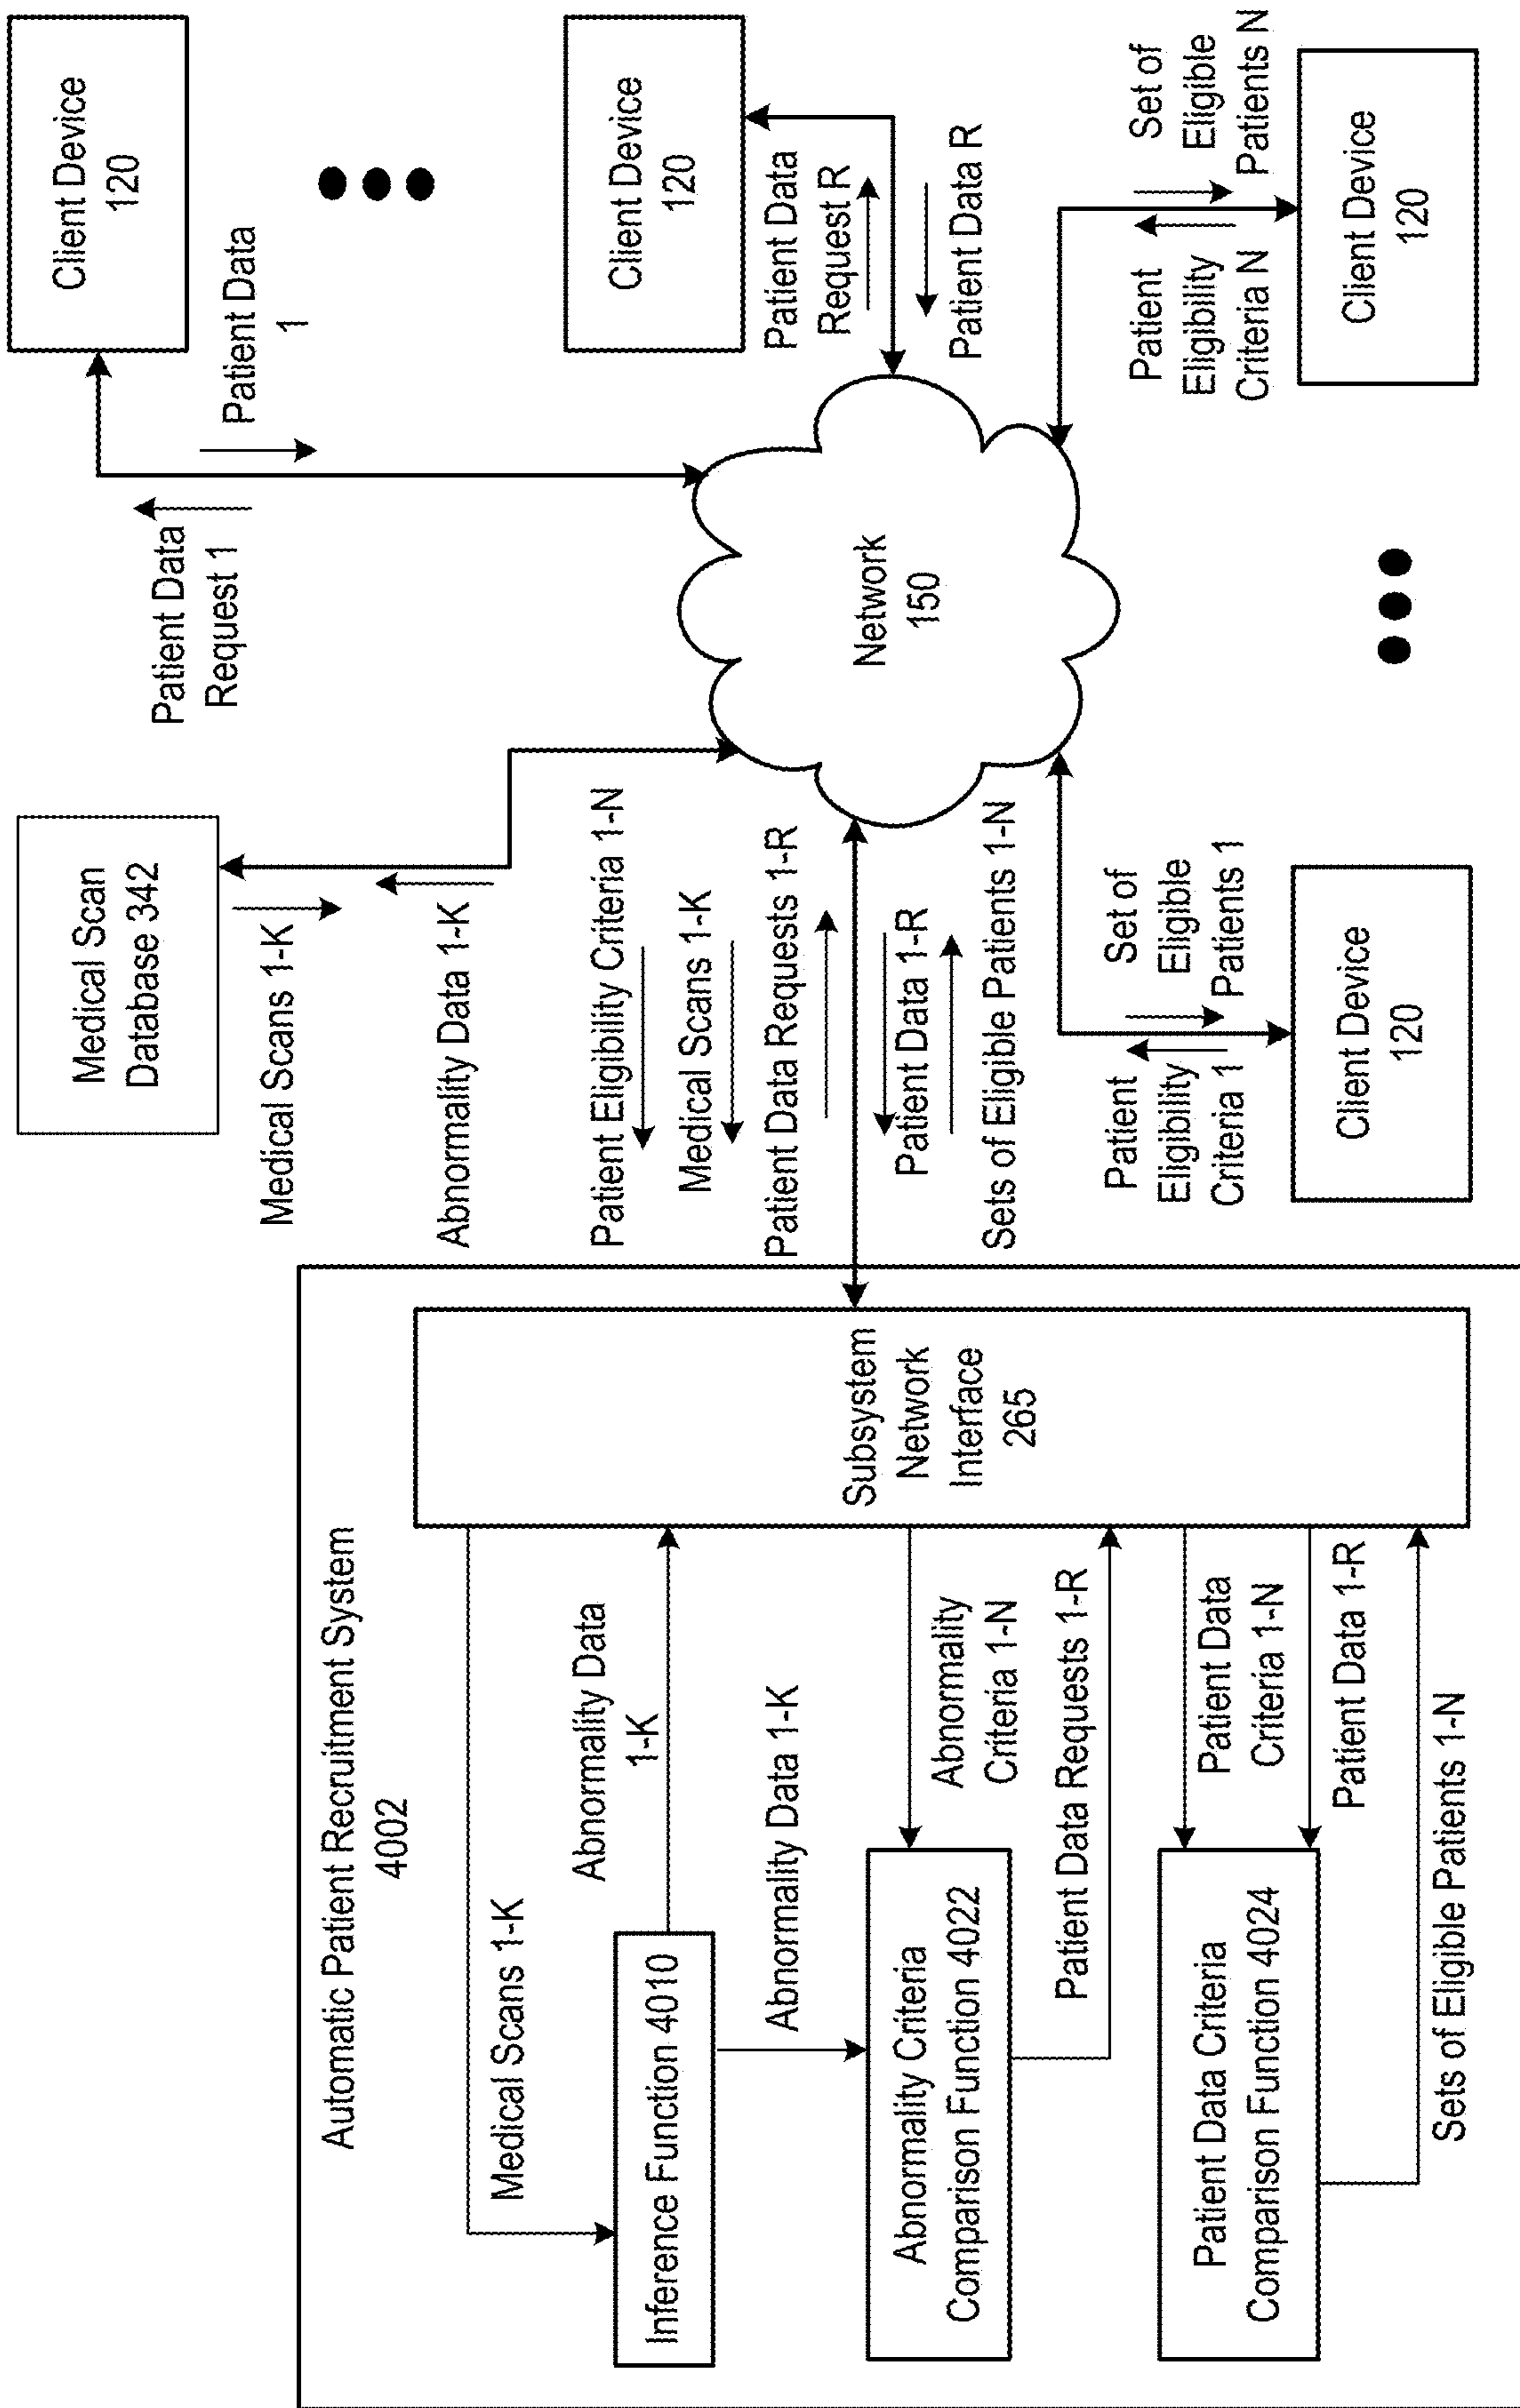 Automatic Patient Recruitment System
4002
Medical Scans 1-K
Inference Function 4010
Abnormality Data
1-K
Abnormality Data 1-K
Abnormality Criteria
Comparison Function 4022
Abnormality
Criteria 1-N
Patient Data Requests 1-R
Patient Data Criteria
Comparison Function 4024
Patient Data
Criteria 1-N
Patient Data 1-R
Sets of Eligible Patients 1-N
Subsystem
Network
Interface
265
Medical Scan
Database 342
Medical Scans 1-K
Abnormality Data 1-K
Patient Eligibility Criteria 1-N
Medical Scans 1-K
Patient Data Requests 1-R
Patient Data 1-R
Sets of Eligible Patients 1-N
Network
150
Patient Data
Request 1
Patient Data
1
Client Device
120
Client Device
120
Patient Data
Request R
Patient Data R
Patient
Eligibility
Criteria 1
Set of
Eligible
Patients 1
Client Device
120
Patient
Eligibility
Criteria N
Set of
Eligible
Patients N
Client Device
120